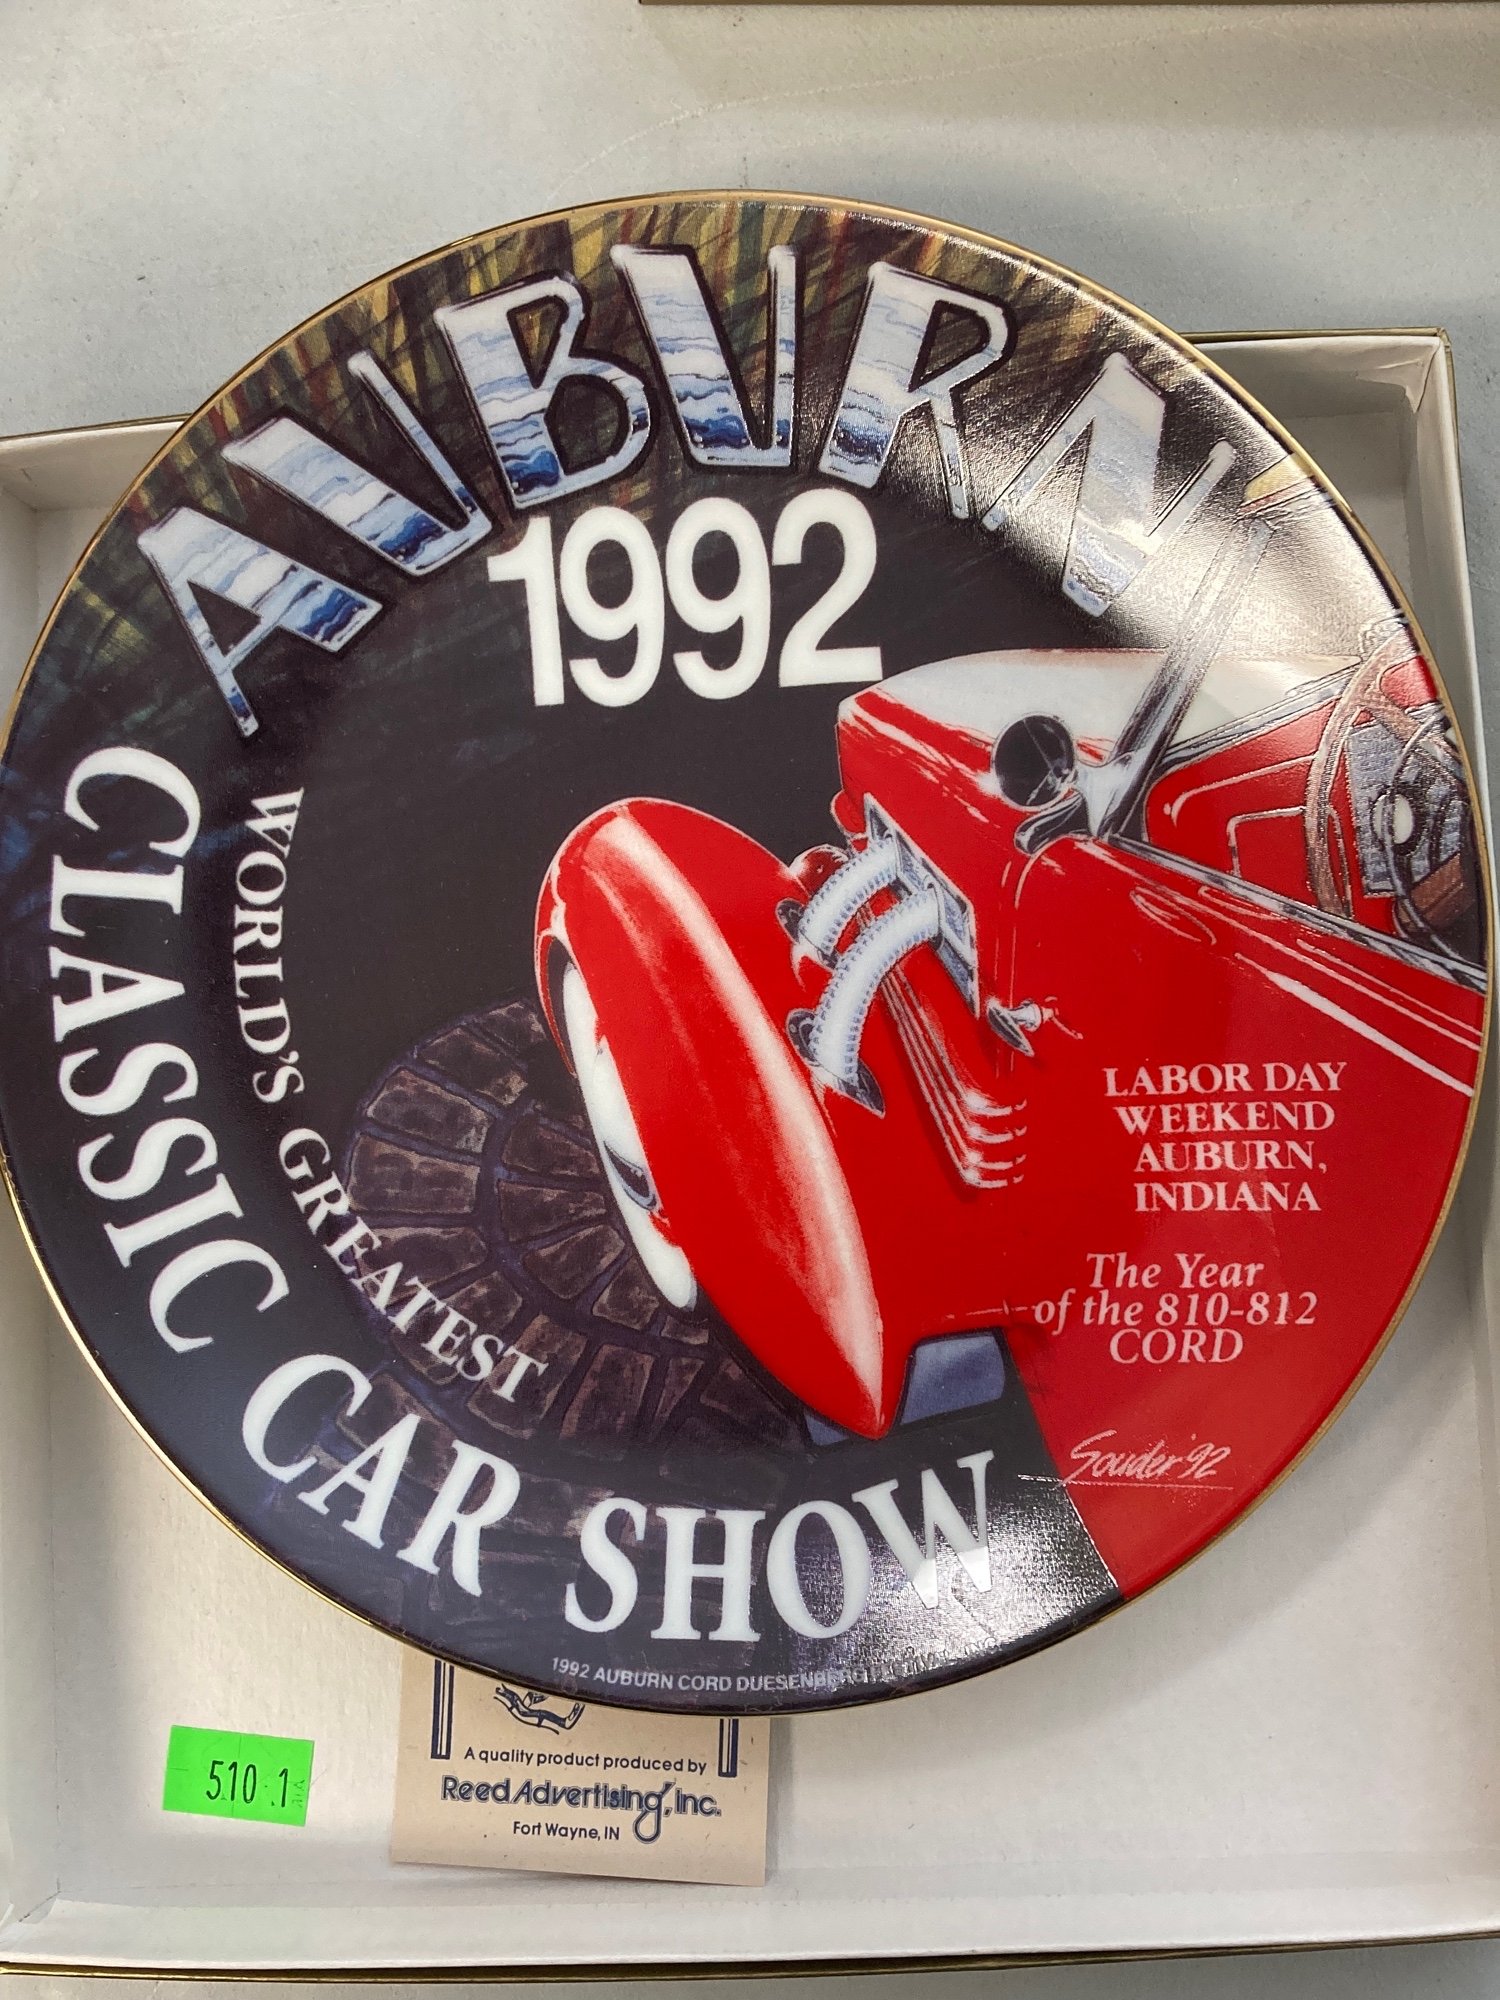 AUBURN
1992
WORLD'S GREATEST
CLASSIC CAR SHOW
LABOR DAY
WEEKEND
AUBURN,
INDIANA
The Year
of the 810-812
CORD
Souder '92
1992 AUBURN CORD DUESENBERG INC
A quality product produced by
Reed Advertising, Inc.
Fort Wayne, IN
510.1